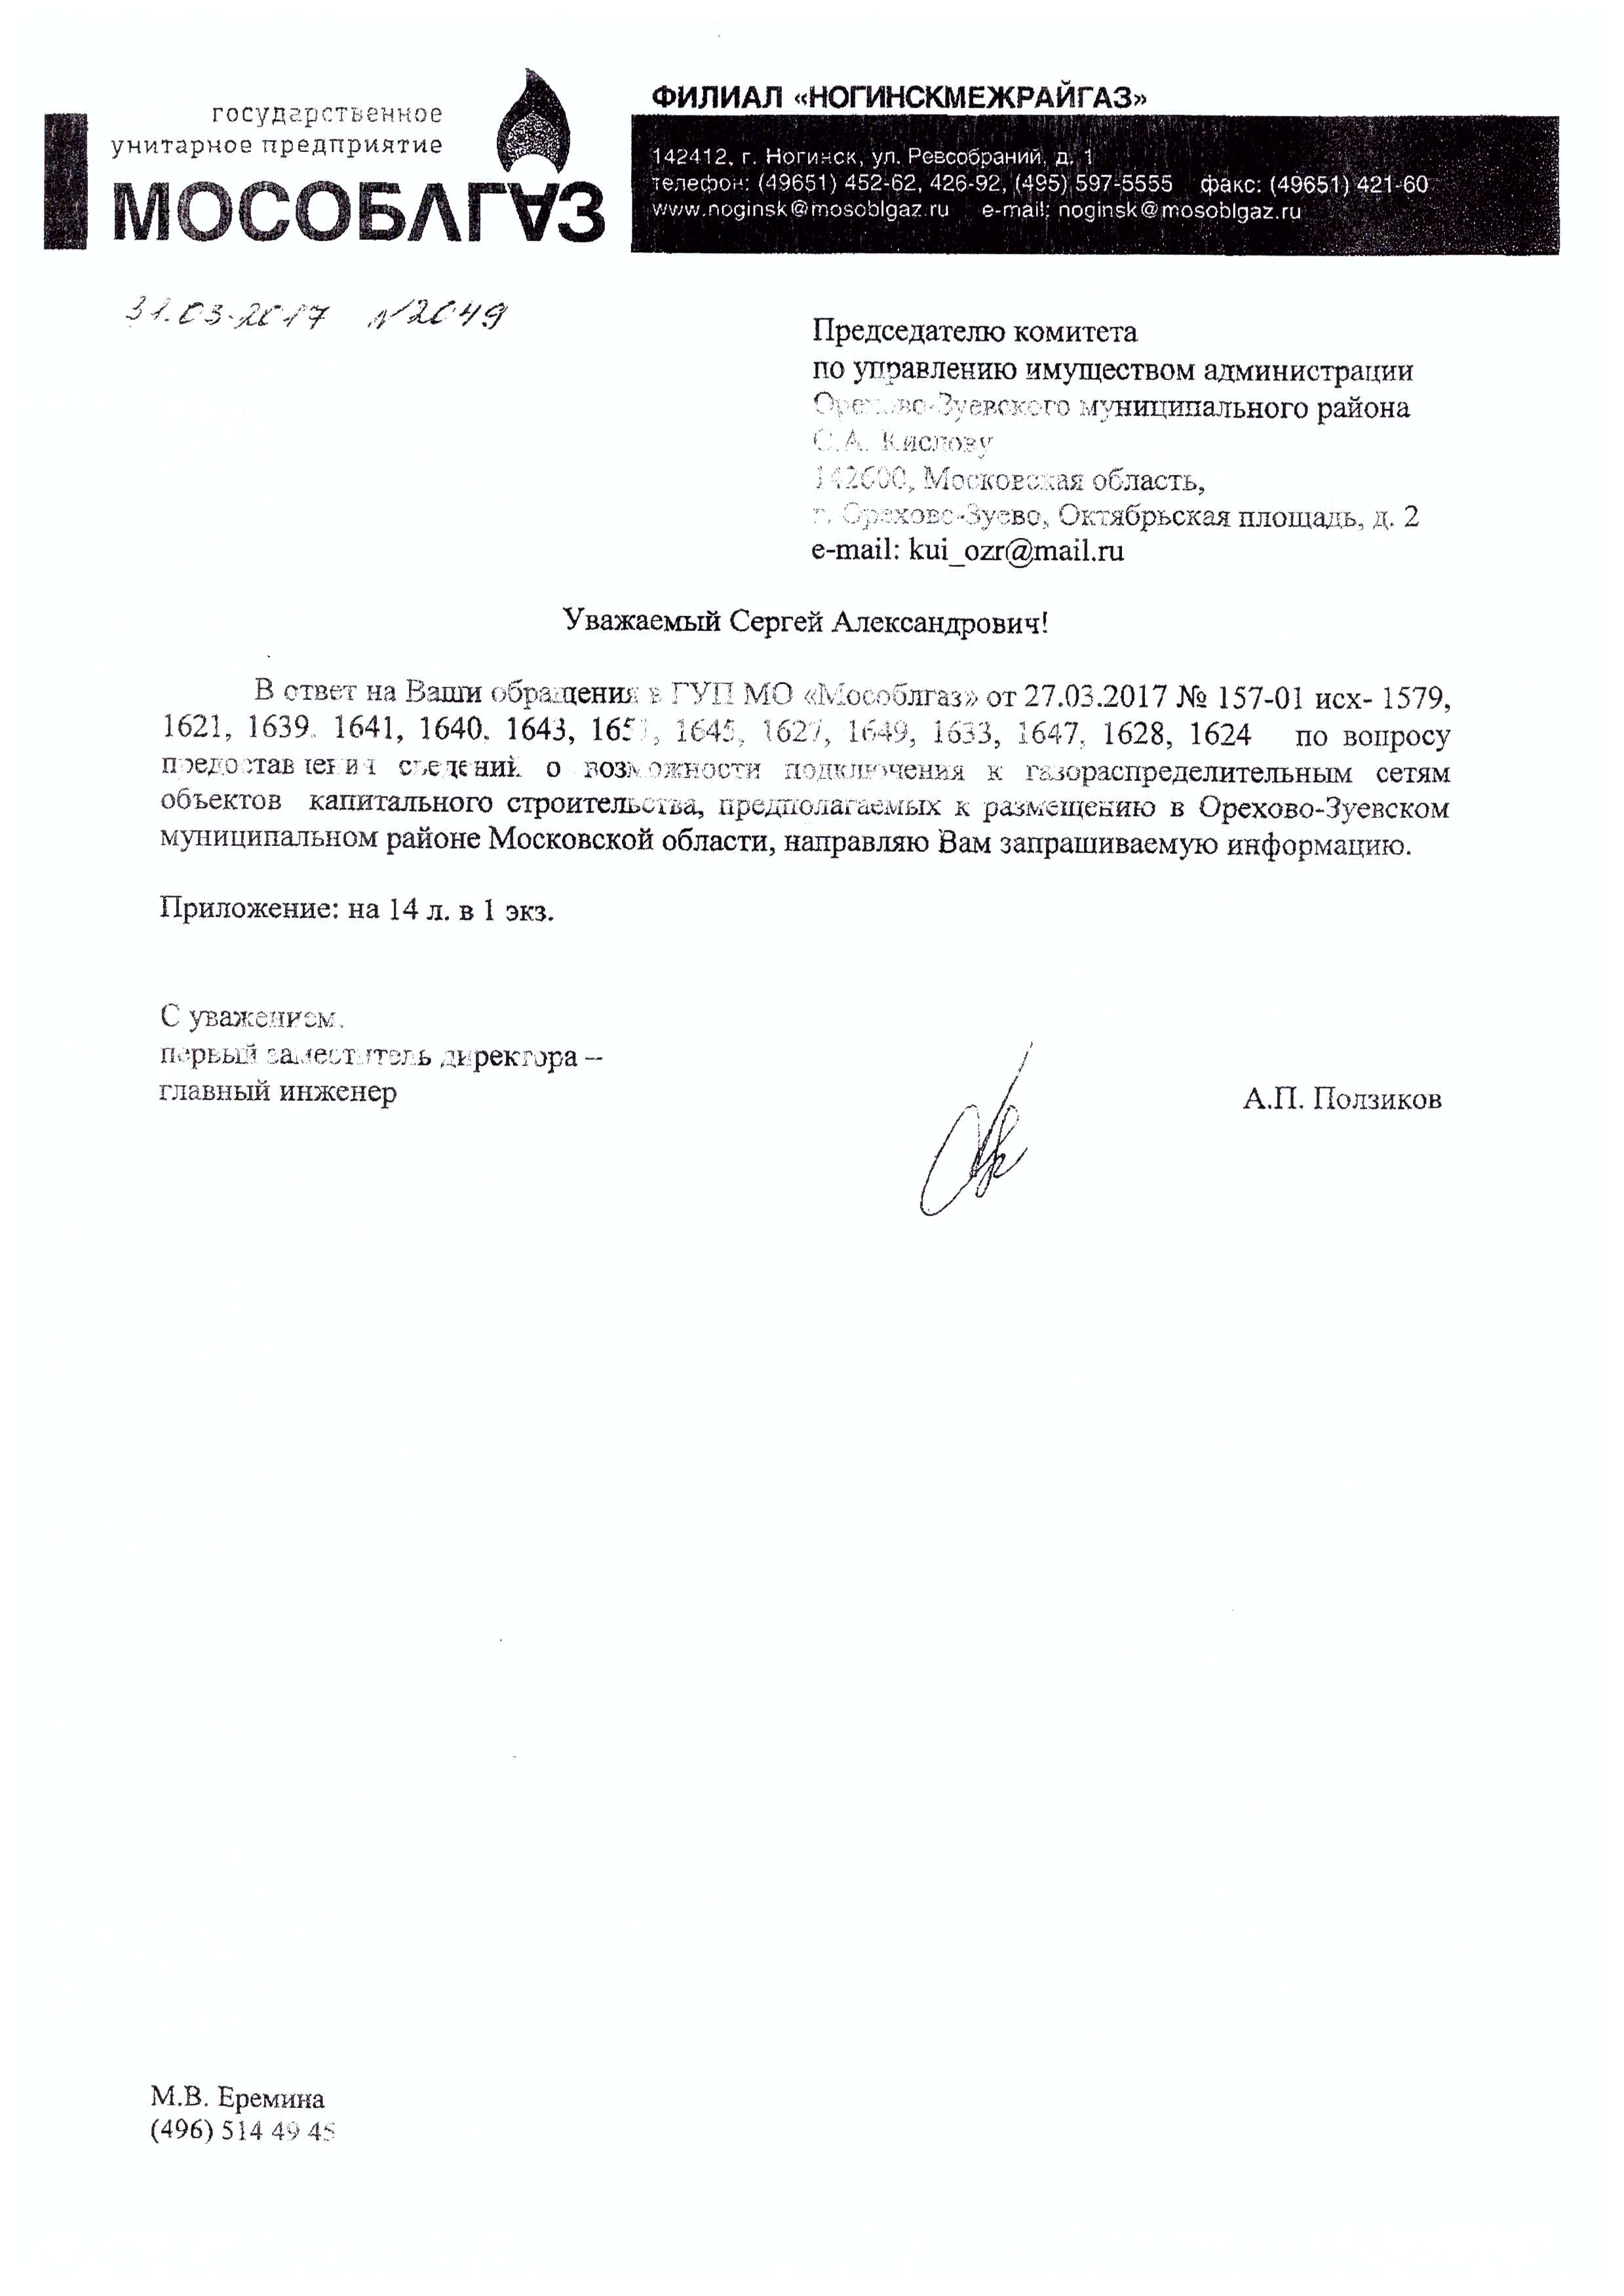 государственное
унитарное предприятие
МОСОБЛГАЗ
ФИЛИАЛ «НОГИНСКМЕЖРАЙГАЗ»
142412, г. Ногинск, ул. Ревсобраний, д. 1
телефон: (49651) 452-62, 426-92, (495) 597-5555 факс: (49651) 421-60
www.noginsk@mosoblgaz.ru e-mail: noginsk@mosoblgaz.ru
31.03.2017 №2049
Председателю комитета
по управлению имуществом администрации
Орехово-Зуевского муниципального района
С.А. Кислову
142600, Московская область,
г. Орехово-Зуево, Октябрьская площадь, д. 2
e-mail: kui_ozr@mail.ru
Уважаемый Сергей Александрович!
В ответ на Ваши обращения в ГУП МО «Мособлгаз» от 27.03.2017 № 157-01 исх- 1579,
1621, 1639, 1641, 1640, 1643, 1645, 1627, 1649, 1633, 1647, 1628, 1624 по вопросу
предоставления сведений о возможности подключения к газораспределительным сетям
объектов капитального строительства, предполагаемых к размещению в Орехово-Зуевском
муниципальном районе Московской области, направляю Вам запрашиваемую информацию.
Приложение: на 14 л. в 1 экз.
С уважением,
первый заместитель директора –
главный инженер
А.П. Ползиков
М.В. Еремина
(496) 514 49 45